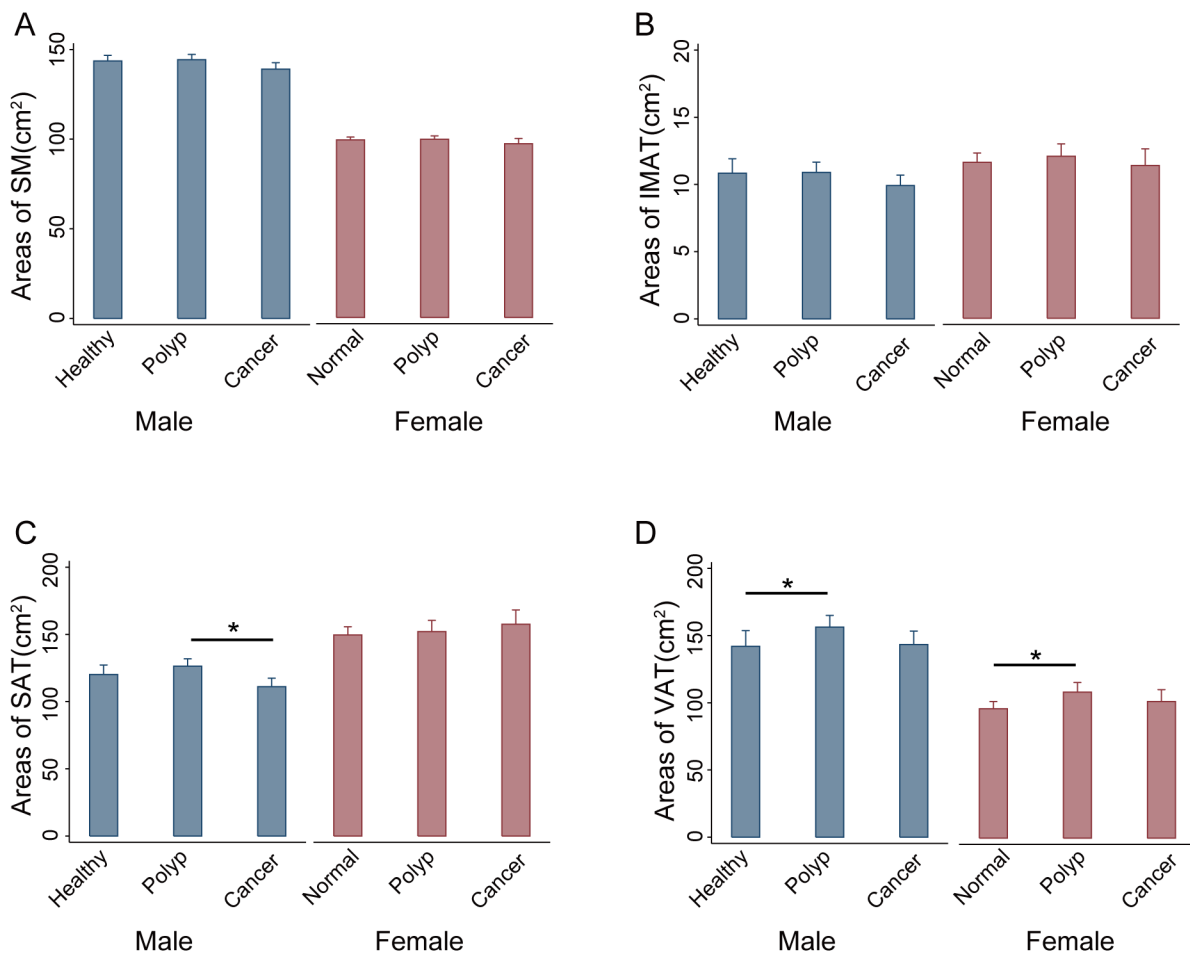 A
Areas of SM(cm²)
150
100
50
0
Healthy
Polyp
Cancer
Normal
Polyp
Cancer
Male
Female
B
Areas of IMAT(cm²)
20
15
10
5
0
Healthy
Polyp
Cancer
Normal
Polyp
Cancer
Male
Female
C
Areas of SAT(cm²)
200
150
100
50
0
*
Healthy
Polyp
Cancer
Normal
Polyp
Cancer
Male
Female
D
Areas of VAT(cm²)
200
150
100
50
0
*
*
Healthy
Polyp
Cancer
Normal
Polyp
Cancer
Male
Female